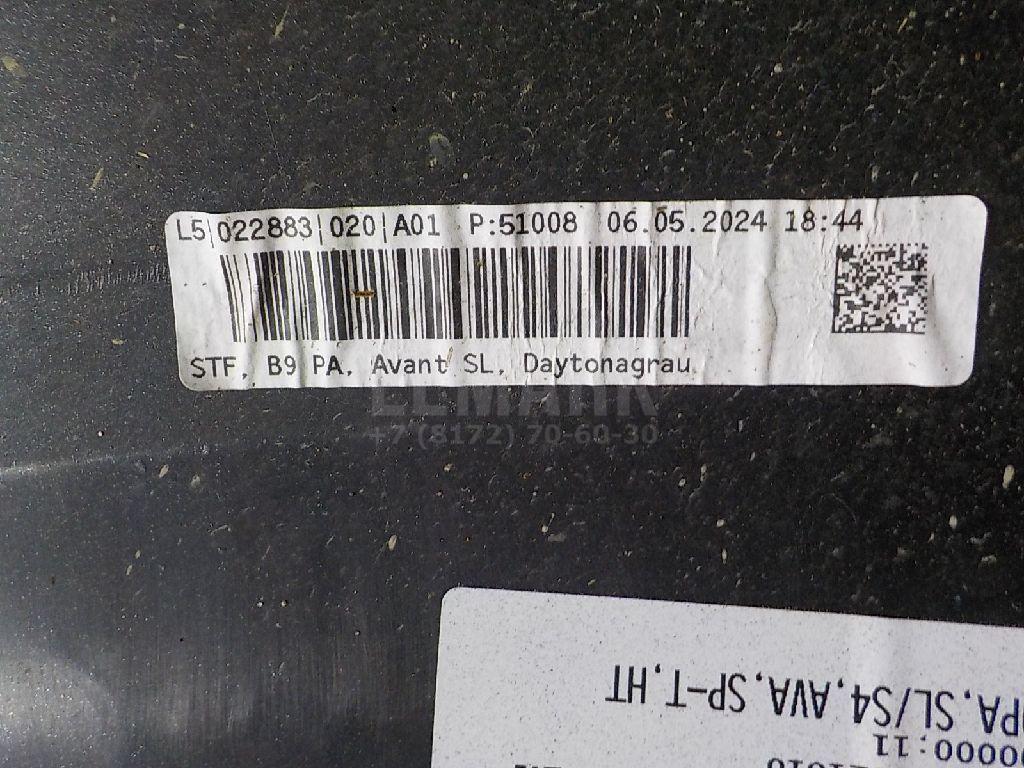 L5|022883|020|A01 P:51008 06.05.2024 18:44
STF, B9 PA, Avant SL, Daytonagrau
ELMARK
+7 (8172) 70-60-30
PA,SL/S4,AVA,SP-T,HT
0000;11